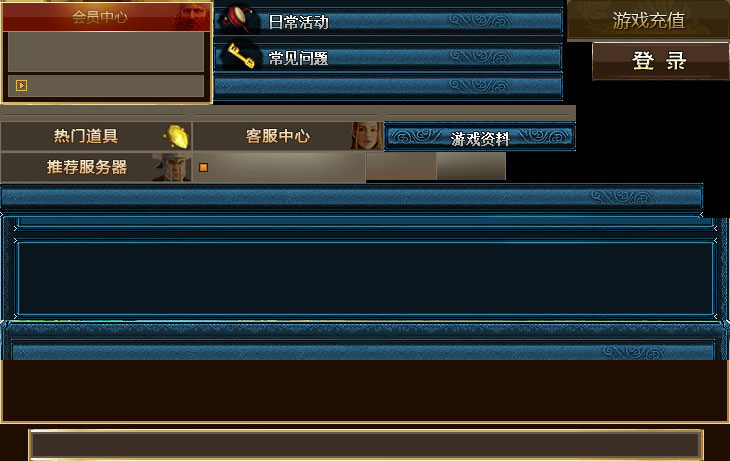 会员中心
日常活动
游戏充值
常见问题
登录
热门道具
客服中心
游戏资料
推荐服务器